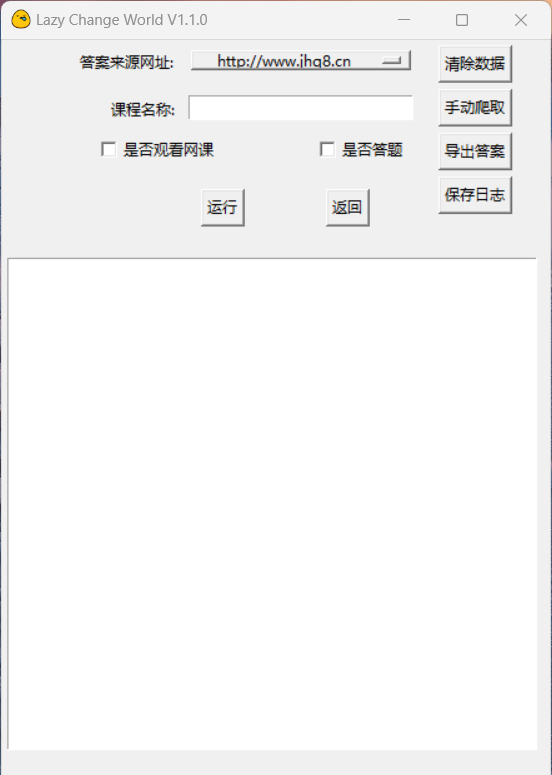 Lazy Change World V1.1.0
答案来源网址: http://www.jhq8.cn
清除数据
课程名称:
手动爬取
是否观看网课 是否答题
导出答案
运行 返回
保存日志